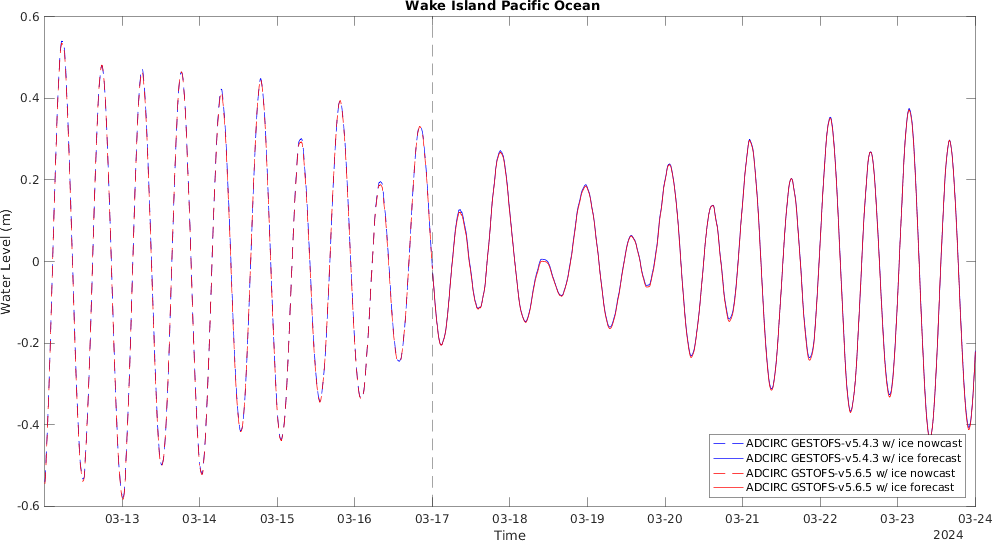 Wake Island Pacific Ocean
0.6
0.4
0.2
0
-0.2
-0.4
-0.6
Water Level (m)
03-13 03-14 03-15 03-16 03-17 03-18 03-19 03-20 03-21 03-22 03-23 03-24
Time
2024
ADCIRC GESTOFS-v5.4.3 w/ ice nowcast
ADCIRC GESTOFS-v5.4.3 w/ ice forecast
ADCIRC GSTOFS-v5.6.5 w/ ice nowcast
ADCIRC GSTOFS-v5.6.5 w/ ice forecast